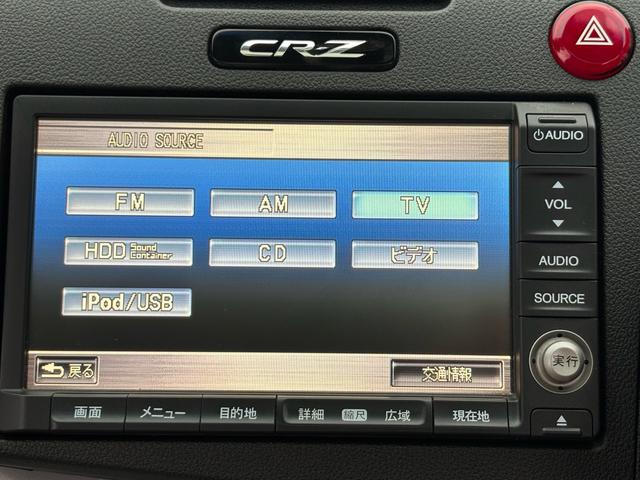 CR-Z
AUDIO SOURCE
FM AM TV
HDD Sound Container CD ビデオ
iPod/USB
戻る 交通情報
AUDIO
VOL
AUDIO
SOURCE
実行
画面 メニュー 目的地 詳細 縮尺 広域 現在地